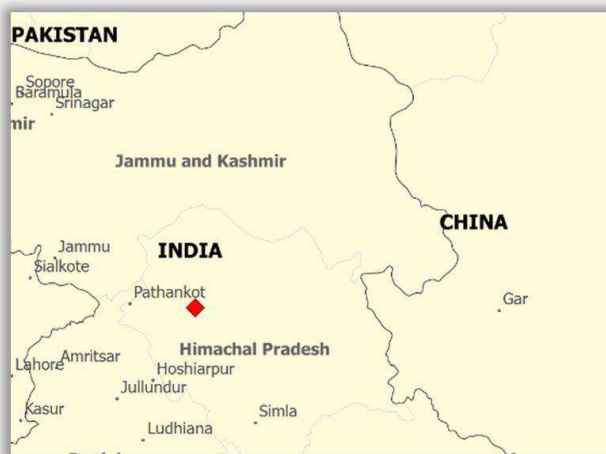 PAKISTAN
Sopore
Baramula
Srinagar
mir
Jammu and Kashmir
CHINA
Jammu
INDIA
Sialkote
Pathankot
Gar
Himachal Pradesh
Lahore
Amritsar
Hoshiarpur
Jullundur
Kasur
Simla
Ludhiana